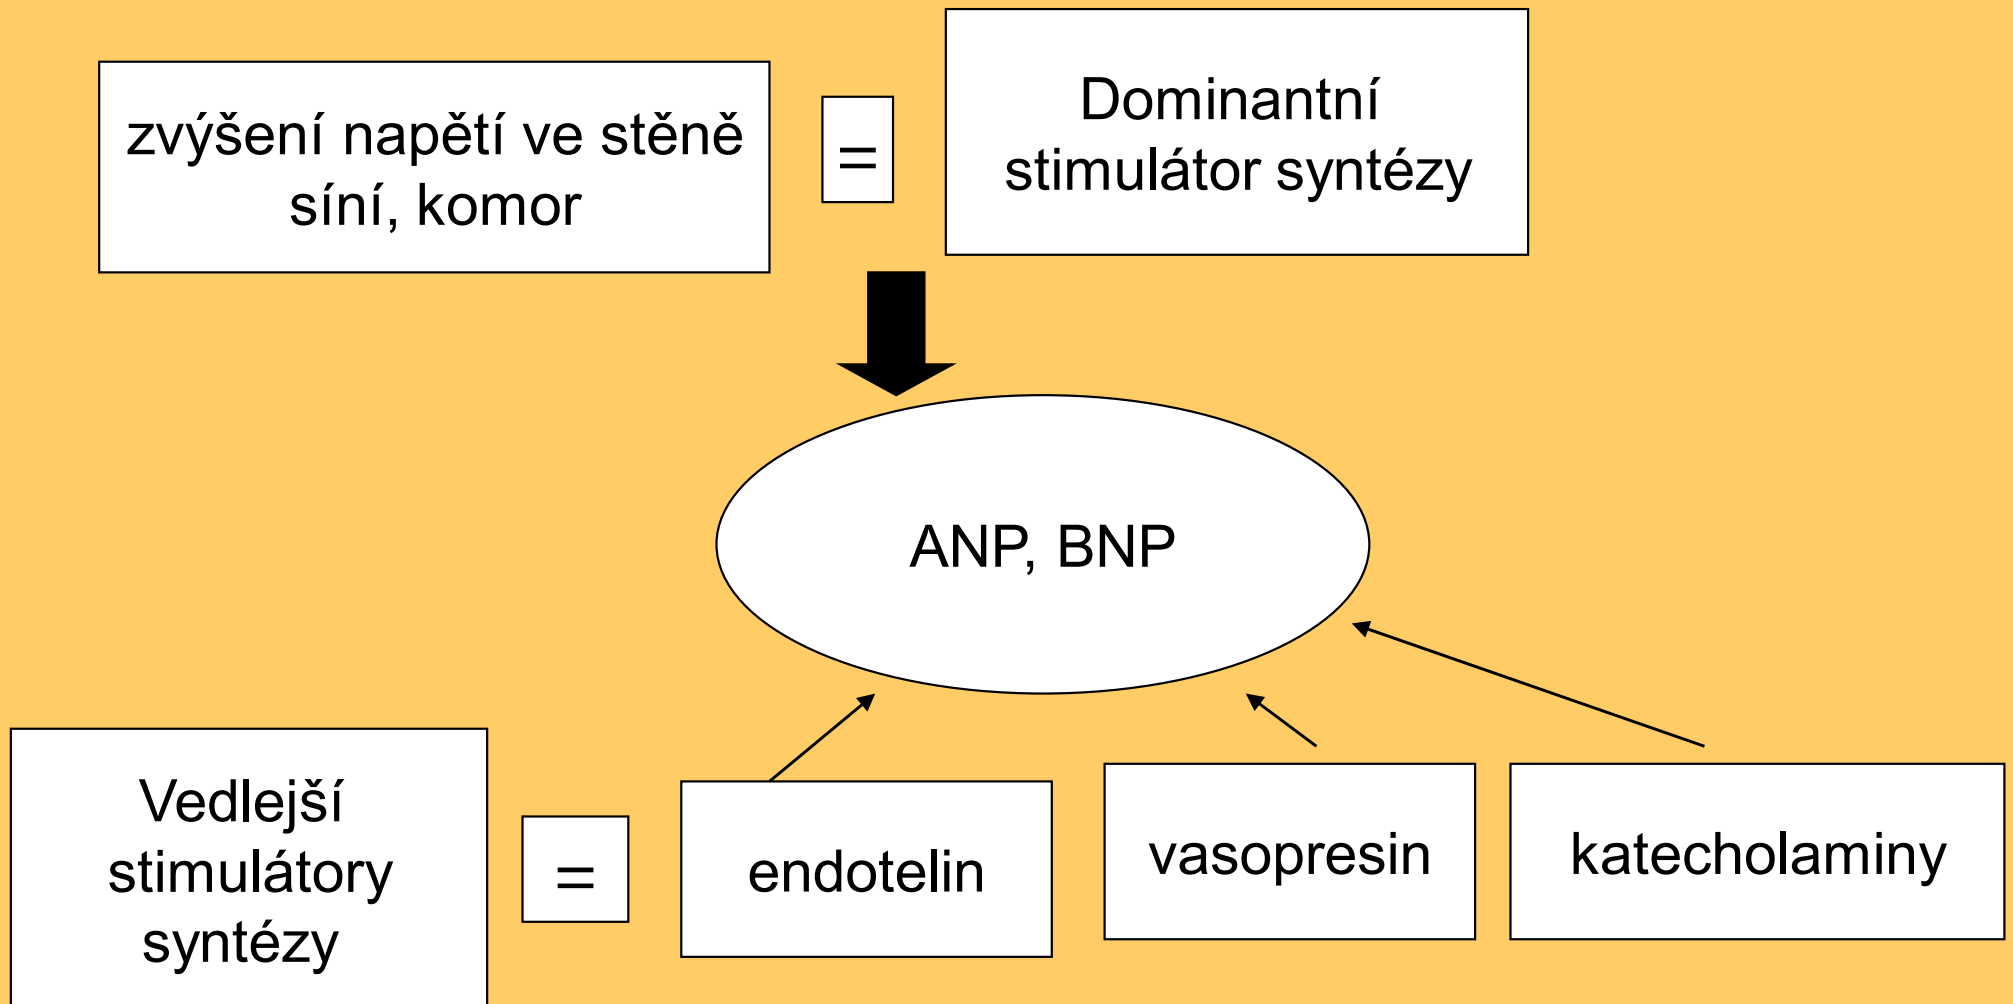 zvýšení napětí ve stěně
síní, komor
=
Dominantní
stimulátor syntézy
ANP, BNP
Vedlejší
stimulátory
syntézy
=
endotelin
vasopresin
katecholaminy